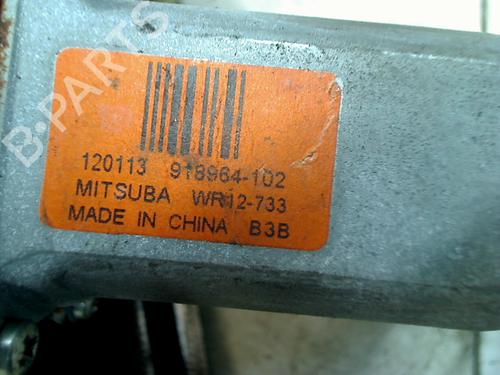 B-PARTS
120113 918964-102
MITSUBA WR12-733
MADE IN CHINA B3B